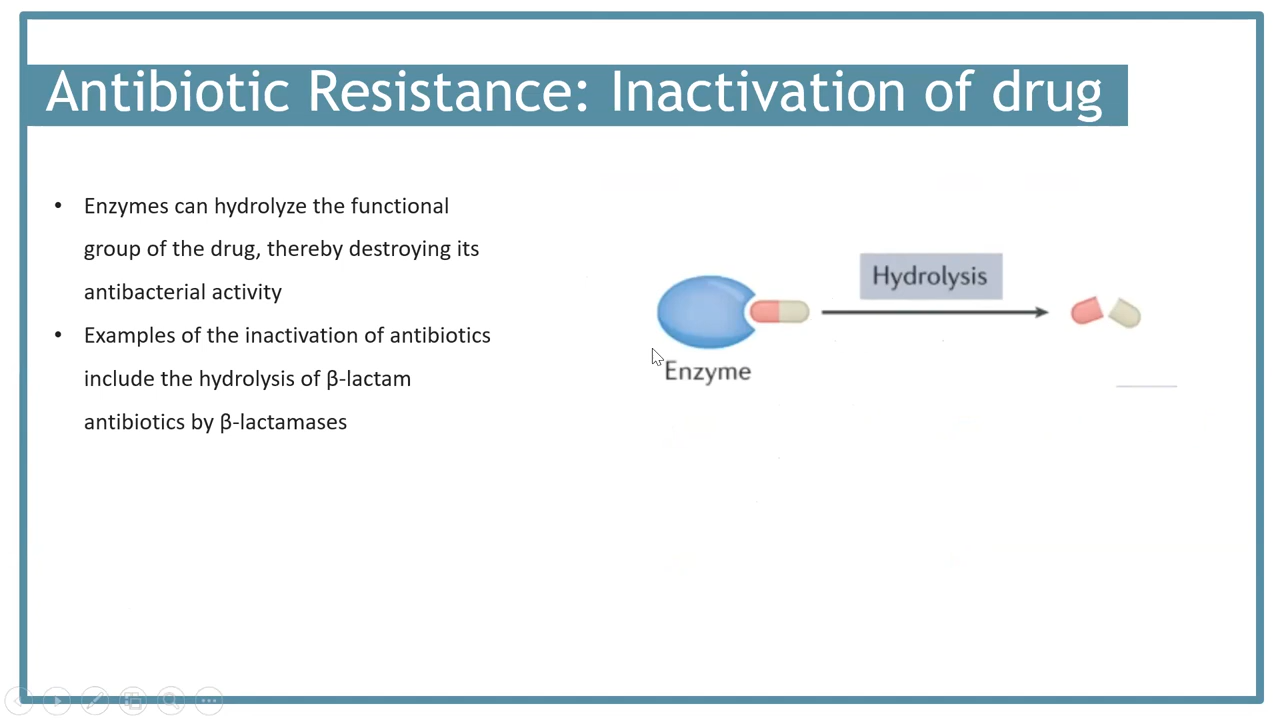 Antibiotic Resistance: Inactivation of drug
• Enzymes can hydrolyze the functional
group of the drug, thereby destroying its
antibacterial activity
• Examples of the inactivation of antibiotics
include the hydrolysis of β-lactam
antibiotics by β-lactamases
Hydrolysis
Enzyme